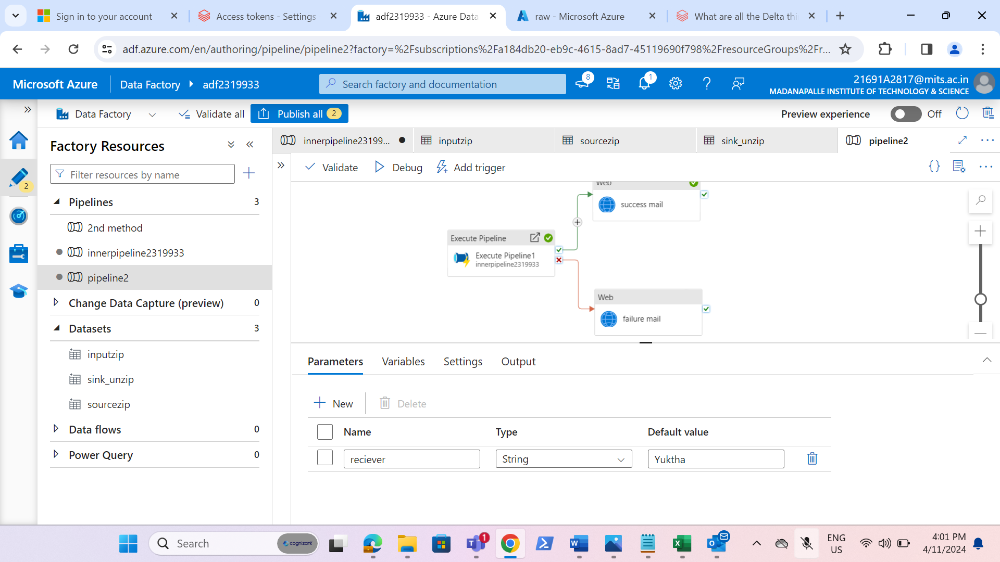 Sign in to your account
Access tokens - Settings
adf2319933 - Azure Data
raw - Microsoft Azure
What are all the Delta thi
adf.azure.com/en/authoring/pipeline/pipeline2?factory=%2Fsubscriptions%2Fa184db20-eb9c-4615-8ad7-45119690f798%2FresourceGroups%2Fr...
Microsoft Azure
Data Factory
adf2319933
Search factory and documentation
8
1
21691A2817@mits.ac.in
MADANAPALLE INSTITUTE OF TECHNOLOGY & SCIENCE
Data Factory
Validate all
Publish all 2
Preview experience
Off
2
Factory Resources
Filter resources by name
Pipelines 3
2nd method
innerpipeline2319933
pipeline2
Change Data Capture (preview) 0
Datasets 3
inputzip
sink_unzip
sourcezip
Data flows 0
Power Query 0
innerpipeline23199...
inputzip
sourcezip
sink_unzip
pipeline2
Validate
Debug
Add trigger
{}
Web
success mail
Execute Pipeline
Execute Pipeline1
innerpipeline2319933
Web
failure mail
Parameters
Variables
Settings
Output
New
Delete
Name Type Default value
reciever String Yuktha
Search
cognizant
1
ENG
US
4:01 PM
4/11/2024